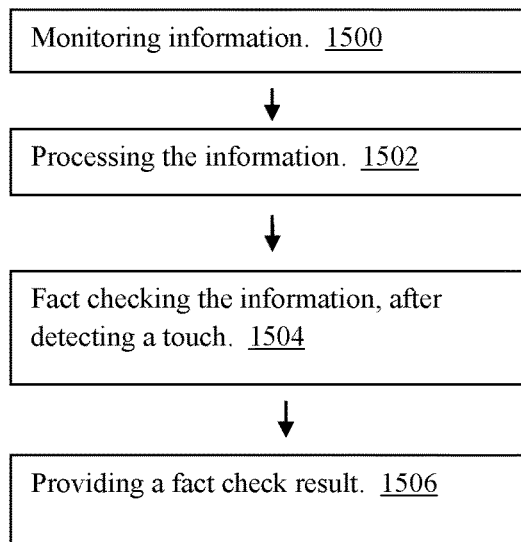 Monitoring information. 1500
Processing the information. 1502
Fact checking the information, after
detecting a touch. 1504
Providing a fact check result. 1506